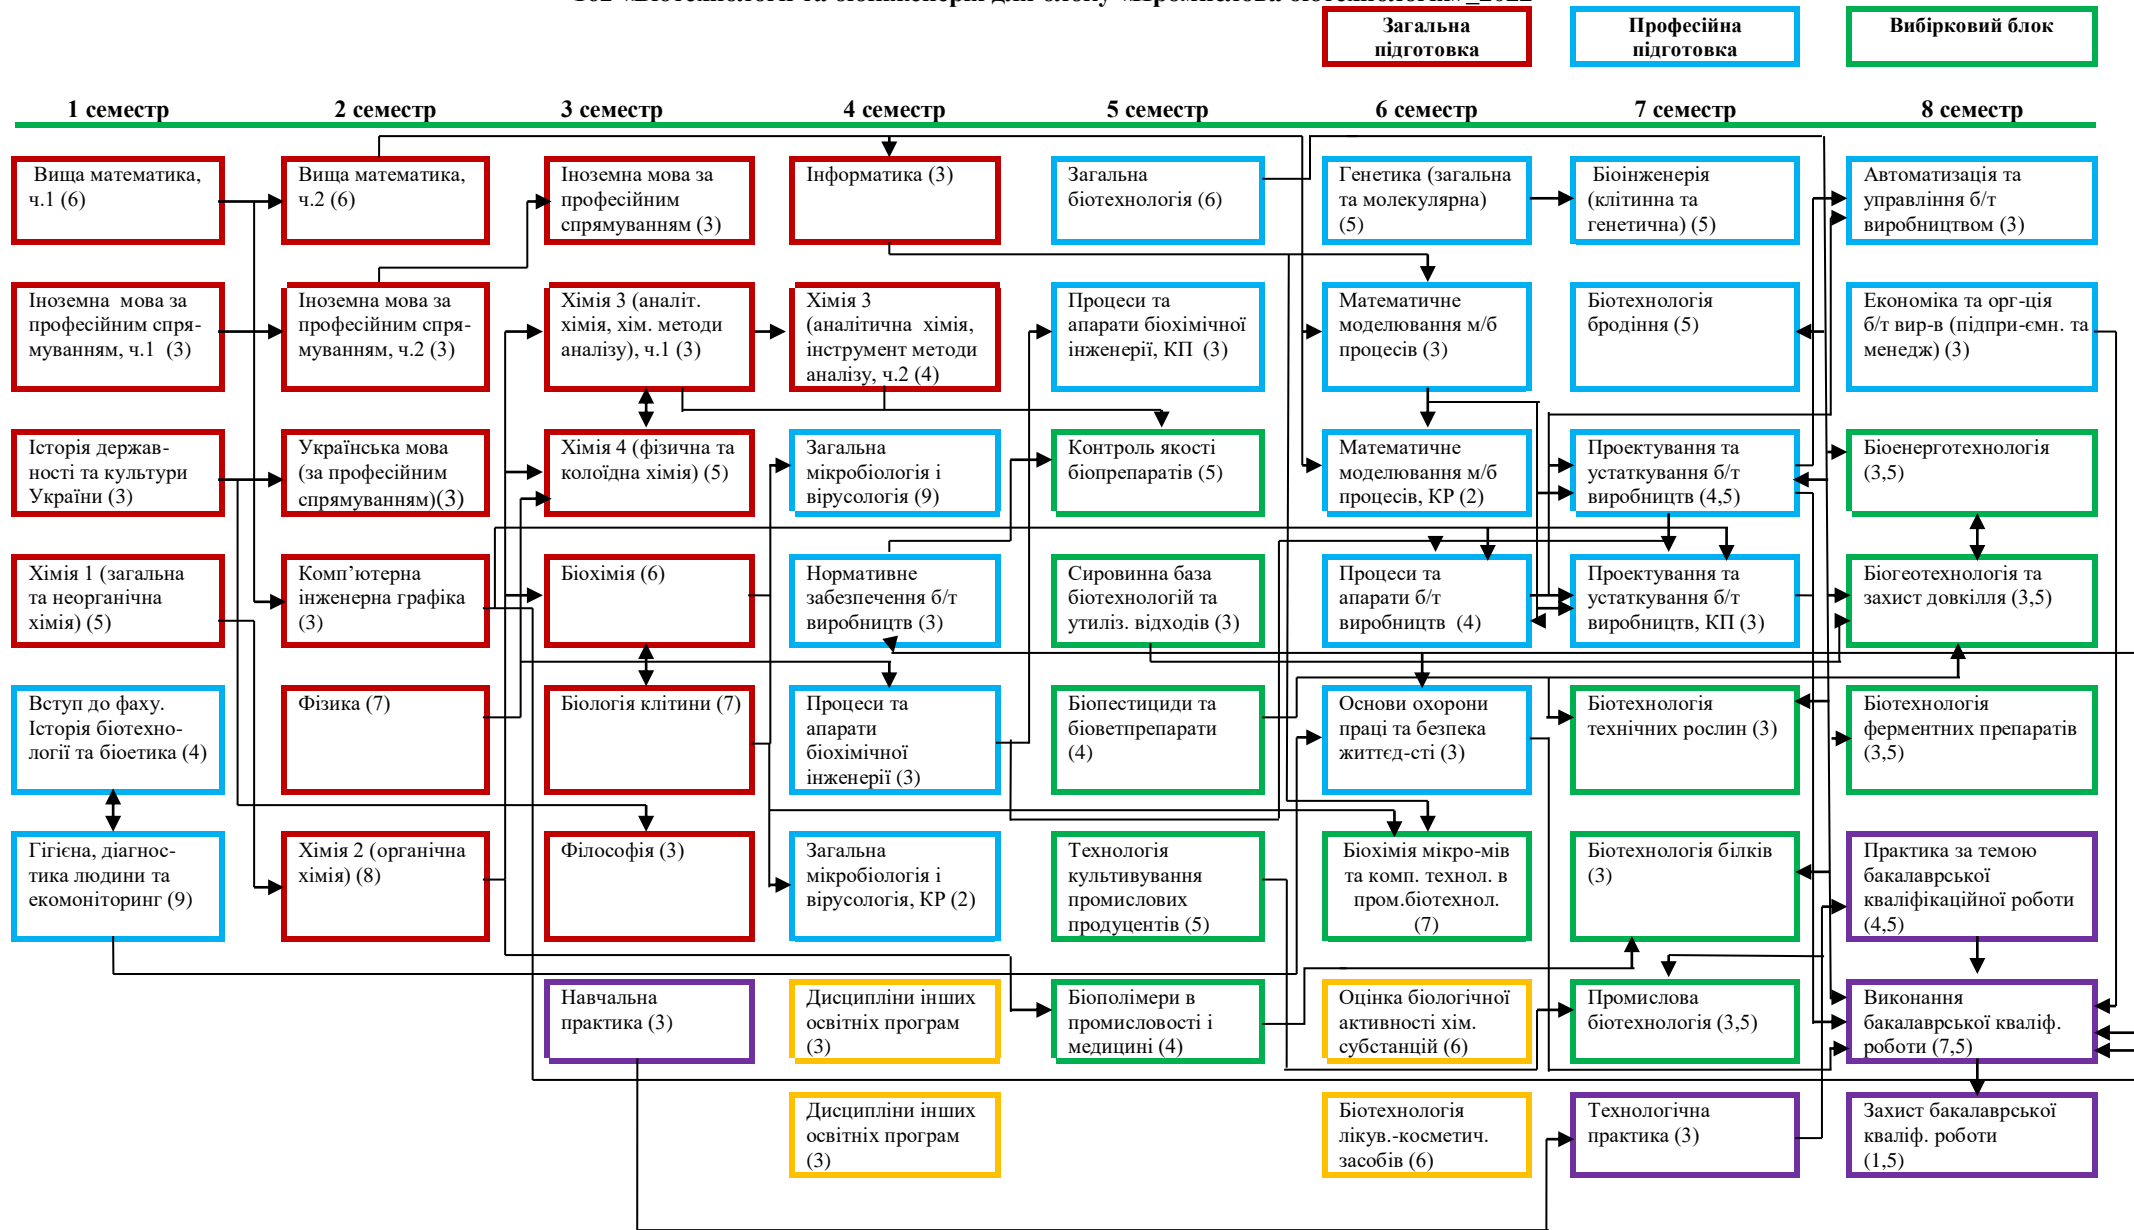 162 «Біотехнології та біоінженерія для блоку «Промислова біотехнологія»_2022
Загальна
підготовка
Професійна
підготовка
Вибірковий блок
1 семестр
2 семестр
3 семестр
4 семестр
5 семестр
6 семестр
7 семестр
8 семестр
Вища математика,
ч.1 (6)
Вища математика,
ч.2 (6)
Іноземна мова за
професійним
спрямуванням (3)
Інформатика (3)
Загальна
біотехнологія (6)
Генетика (загальна
та молекулярна)
(5)
Біоінженерія
(клітинна та
генетична) (5)
Автоматизація та
управління б/т
виробництвом (3)
Іноземна мова за
професійним спря-
муванням, ч.1 (3)
Іноземна мова за
професійним спря-
муванням, ч.2 (3)
Хімія 3 (аналіт.
хімія, хім. методи
аналізу), ч.1 (3)
Хімія 3
(аналітична хімія,
інструмент методи
аналізу, ч.2 (4)
Процеси та
апарати біохімічної
інженерії, КП (3)
Математичне
моделювання м/б
процесів (3)
Біотехнологія
бродіння (5)
Економіка та орг-ція
б/т вир-в (підпри-ємн. та
менедж) (3)
Історія держав-
ності та культури
України (3)
Українська мова
(за професійним
спрямуванням)(3)
Хімія 4 (фізична та
колоїдна хімія) (5)
Загальна
мікробіологія і
вірусологія (9)
Контроль якості
біопрепаратів (5)
Математичне
моделювання м/б
процесів, КР (2)
Проектування та
устаткування б/т
виробництв (4,5)
Біоенерготехнологія
(3,5)
Хімія 1 (загальна
та неорганічна
хімія) (5)
Комп’ютерна
інженерна графіка
(3)
Біохімія (6)
Нормативне
забезпечення б/т
виробництв (3)
Сировинна база
біотехнологій та
утиліз. відходів (3)
Процеси та
апарати б/т
виробництв (4)
Проектування та
устаткування б/т
виробництв, КП (3)
Біогеотехнологія та
захист довкілля (3,5)
Вступ до фаху.
Історія біотехно-
логії та біоетика (4)
Фізика (7)
Біологія клітини (7)
Процеси та
апарати
біохімічної
інженерії (3)
Біопестициди та
біоветпрепарати
(4)
Основи охорони
праці та безпека
життєд-сті (3)
Біотехнологія
технічних рослин (3)
Біотехнологія
ферментних препаратів
(3,5)
Гігієна, діагнос-
тика людини та
екомоніторинг (9)
Хімія 2 (органічна
хімія) (8)
Філософія (3)
Загальна
мікробіологія і
вірусологія, КР (2)
Технологія
культивування
промислових
продуцентів (5)
Біохімія мікро-мів
та комп. технол. в
пром.біотехнол.
(7)
Біотехнологія білків
(3)
Практика за темою
бакалаврської
кваліфікаційної роботи
(4,5)
Навчальна
практика (3)
Дисципліни інших
освітніх програм
(3)
Біополімери в
промисловості і
медицині (4)
Оцінка біологічної
активності хім.
субстанцій (6)
Промислова
біотехнологія (3,5)
Виконання
бакалаврської кваліф.
роботи (7,5)
Дисципліни інших
освітніх програм
(3)
Біотехнологія
лікув.-косметич.
засобів (6)
Технологічна
практика (3)
Захист бакалаврської
кваліф. роботи
(1,5)